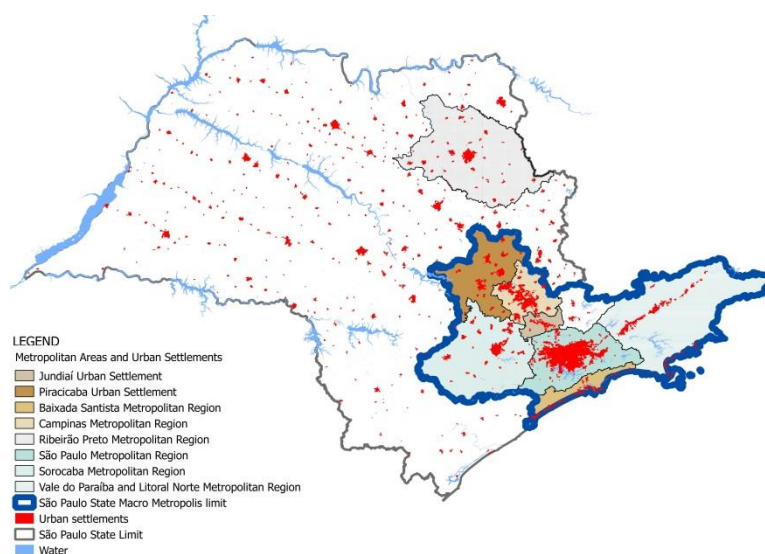 LEGEND
Metropolitan Areas and Urban Settlements
Jundiaí Urban Settlement
Piracicaba Urban Settlement
Baixada Santista Metropolitan Region
Campinas Metropolitan Region
Ribeirão Preto Metropolitan Region
São Paulo Metropolitan Region
Sorocaba Metropolitan Region
Vale do Paraíba and Litoral Norte Metropolitan Region
São Paulo State Macro Metropolis limit
Urban settlements
São Paulo State Limit
Water